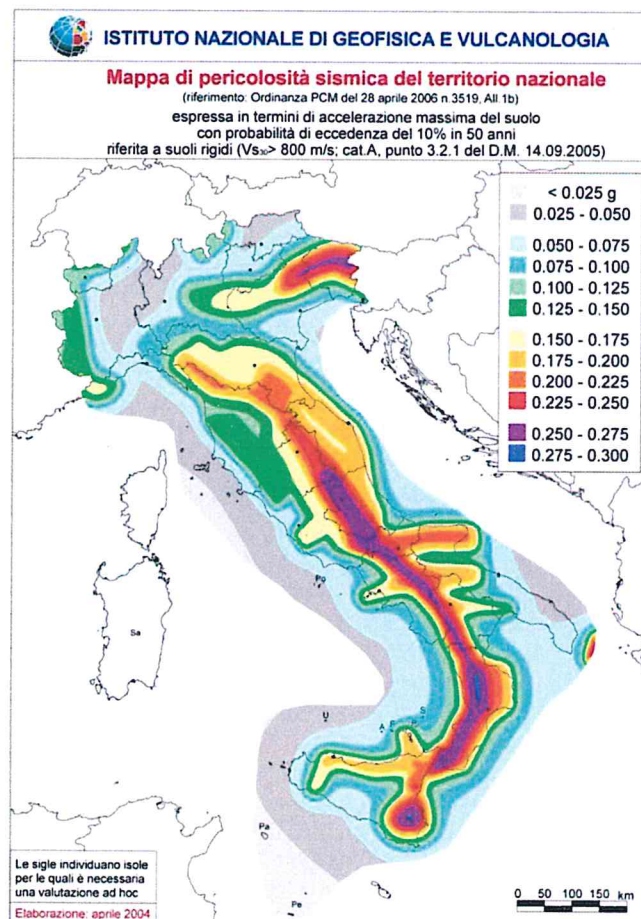 ISTITUTO NAZIONALE DI GEOFISICA E VULCANOLOGIA
Mappa di pericolosità sismica del territorio nazionale
(riferimento: Ordinanza PCM del 28 aprile 2006 n.3519, All.1b)
espressa in termini di accelerazione massima del suolo
con probabilità di eccedenza del 10% in 50 anni
riferita a suoli rigidi (Vs₃₀> 800 m/s; cat.A, punto 3.2.1 del D.M. 14.09.2005)
< 0.025 g
0.025 - 0.050
0.050 - 0.075
0.075 - 0.100
0.100 - 0.125
0.125 - 0.150
0.150 - 0.175
0.175 - 0.200
0.200 - 0.225
0.225 - 0.250
0.250 - 0.275
0.275 - 0.300
Po
Sa
U
S
A
F
P
Pa
Pe
Le sigle individuano isole
per le quali è necessaria
una valutazione ad hoc
Elaborazione: aprile 2004
0 50 100 150 km